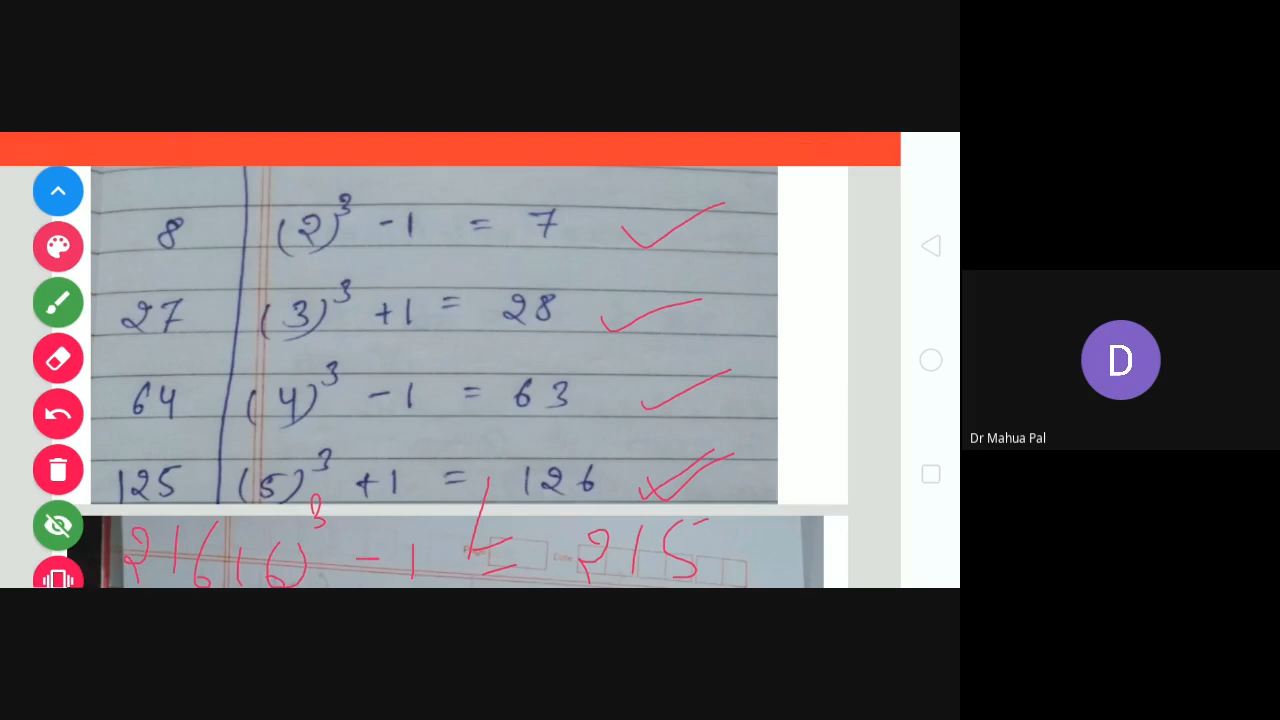 8 (2)³ - 1 = 7
27 (3)³ + 1 = 28
64 (4)³ - 1 = 63
125 (5)³ + 1 = 126
216 (6)³ - 1 = 215
Date
D
Dr Mahua Pal